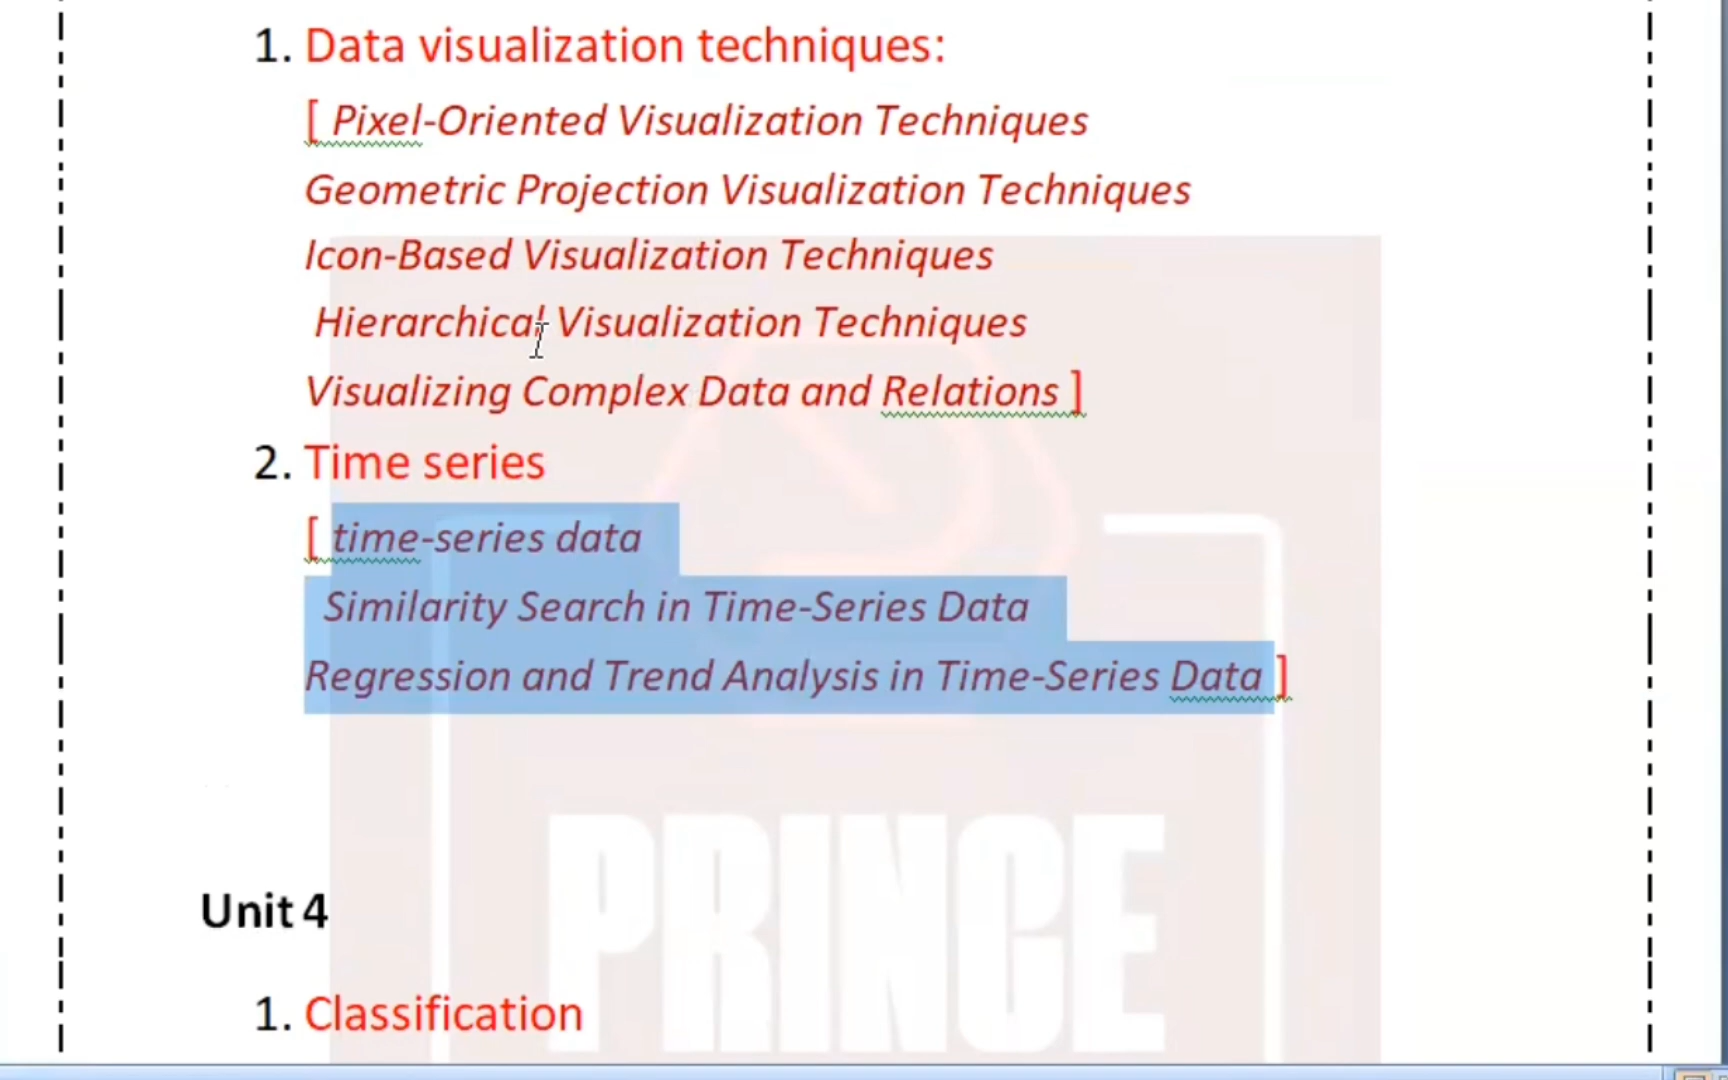 1. Data visualization techniques:
[ Pixel-Oriented Visualization Techniques
Geometric Projection Visualization Techniques
Icon-Based Visualization Techniques
Hierarchical Visualization Techniques
Visualizing Complex Data and Relations ]
2. Time series
[ time-series data
Similarity Search in Time-Series Data
Regression and Trend Analysis in Time-Series Data ]
PRINCE
Unit 4
1. Classification